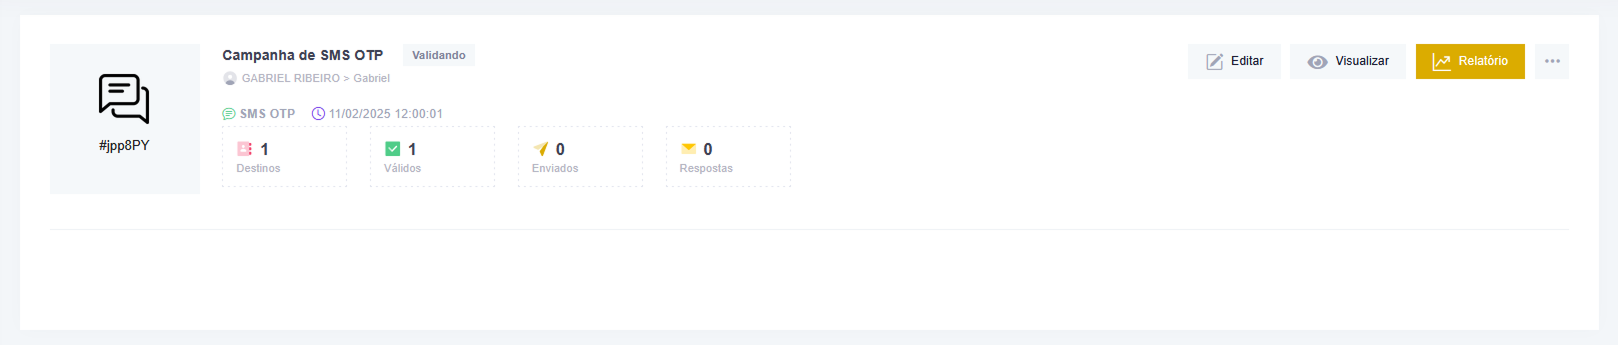 #jpp8PY
Campanha de SMS OTP Validando
GABRIEL RIBEIRO > Gabriel
SMS OTP 11/02/2025 12:00:01
1
Destinos
1
Válidos
0
Enviados
0
Respostas
Editar
Visualizar
Relatório